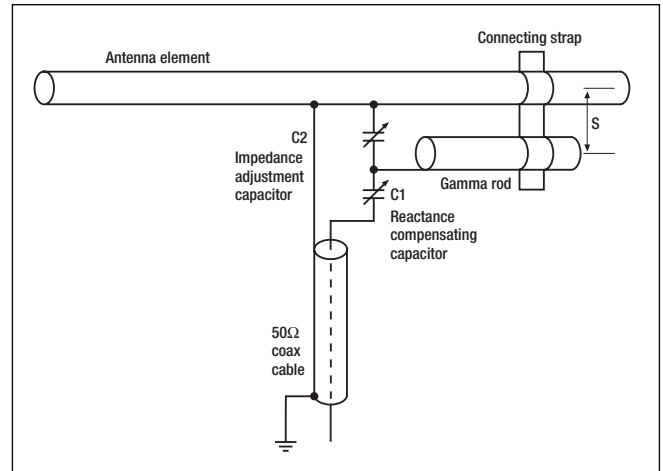 Connecting strap
Antenna element
S
C2
Impedance
adjustment
capacitor
Gamma rod
C1
Reactance
compensating
capacitor
50Ω
coax
cable